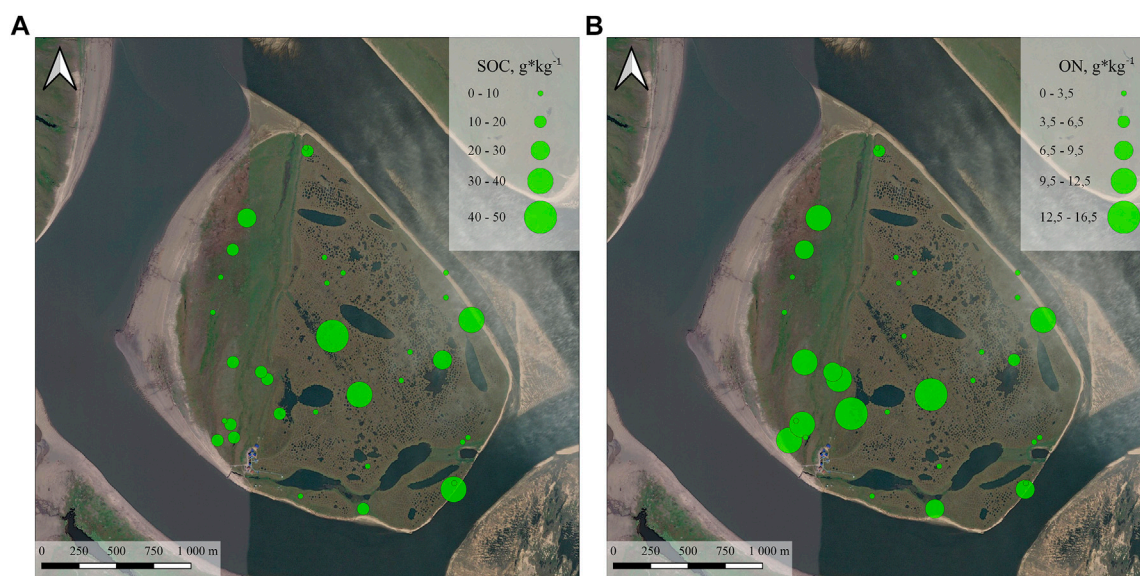 A
SOC, g*kg-1
0 - 10
10 - 20
20 - 30
30 - 40
40 - 50
0 250 500 750 1 000 m
B
ON, g*kg-1
0 - 3,5
3,5 - 6,5
6,5 - 9,5
9,5 - 12,5
12,5 - 16,5
0 250 500 750 1 000 m